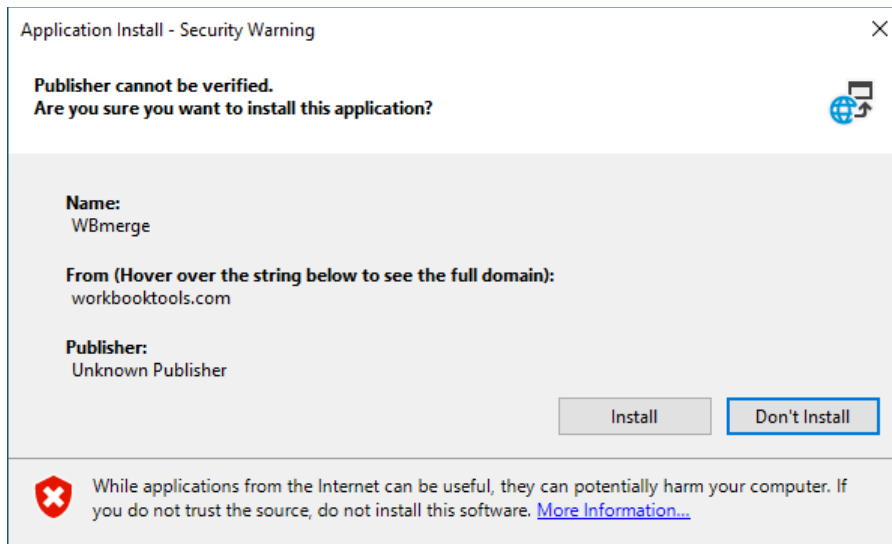 Application Install - Security Warning
Publisher cannot be verified.
Are you sure you want to install this application?
Name:
WBmerge
From (Hover over the string below to see the full domain):
workbooktools.com
Publisher:
Unknown Publisher
Install
Don't Install
While applications from the Internet can be useful, they can potentially harm your computer. If
you do not trust the source, do not install this software. More Information...